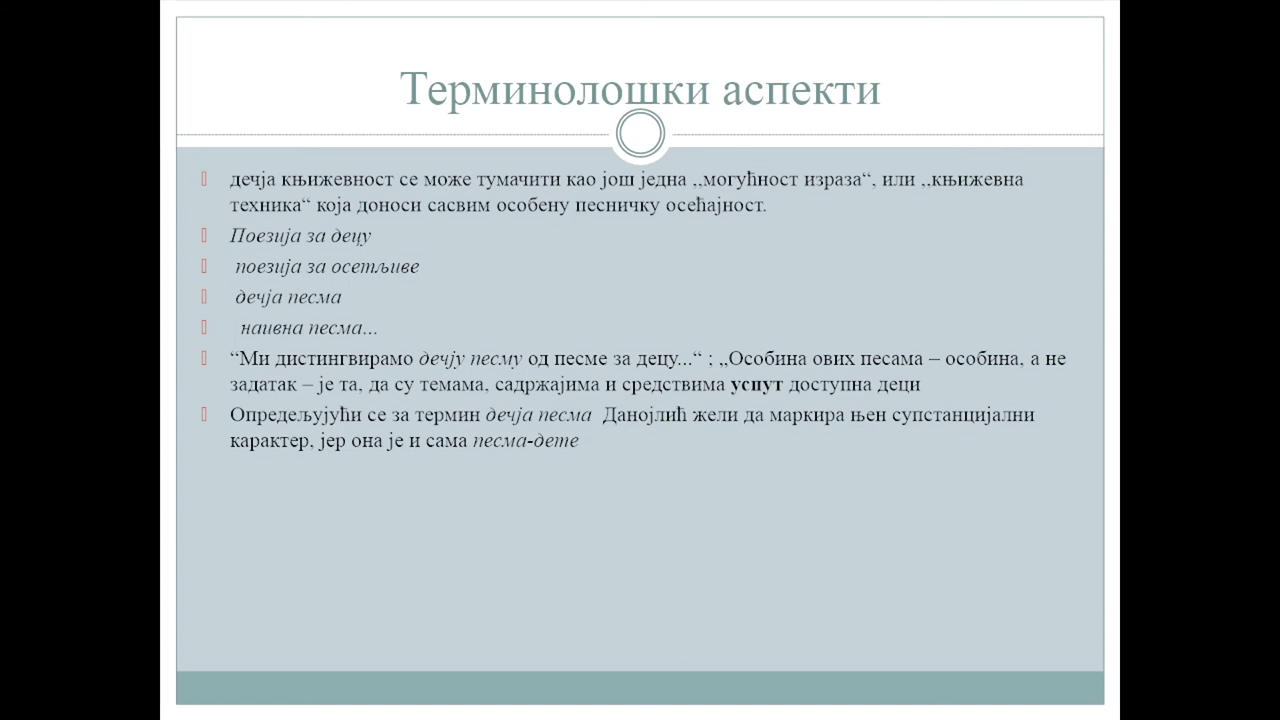 Терминолошки аспекти
дечја књижевност се може тумачити као још једна ,,могућност израза“, или ,,књижевна
техника“ која доноси сасвим особену песничку осећајност.
Поезија за децу
поезија за осетљиве
дечја песма
наивна песма...
“Ми дистингвирамо дечју песму од песме за децу...“ ; „Особина ових песама – особина, а не
задатак – је та, да су темама, садржајима и средствима успут доступна деци
Опредељујући се за термин дечја песма Данојлић жели да маркира њен супстанцијални
карактер, јер она је и сама песма-дете